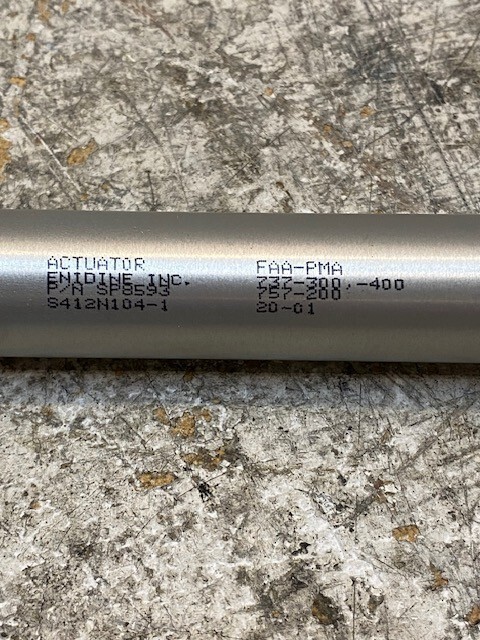 ACTUATOR
ENIDINE INC.
P/N SP8593
S412N104-1
FAA-PMA
737-300,-400
757-200
20-01